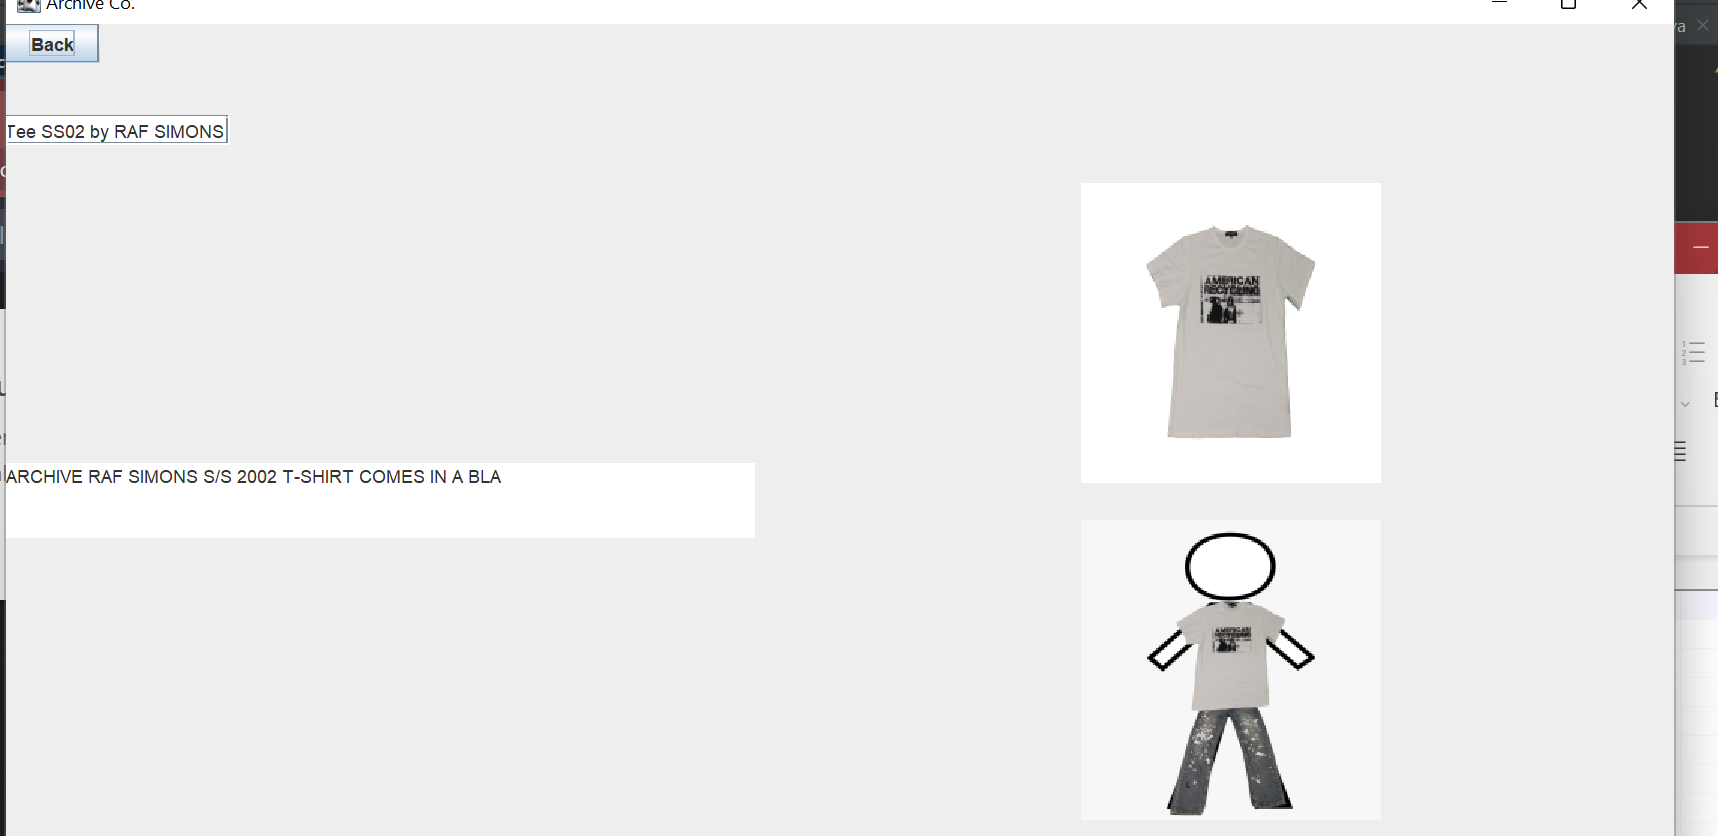 Archive Co.
Back
Tee SS02 by RAF SIMONS
AMERICAN
RECYCLING
ARCHIVE RAF SIMONS S/S 2002 T-SHIRT COMES IN A BLA
AMERICAN
RECYCLING